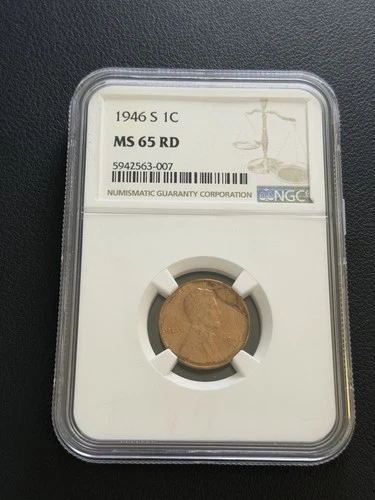 1946 S 1C
MS 65 RD
5942563-007
NUMISMATIC GUARANTY CORPORATION
NGC